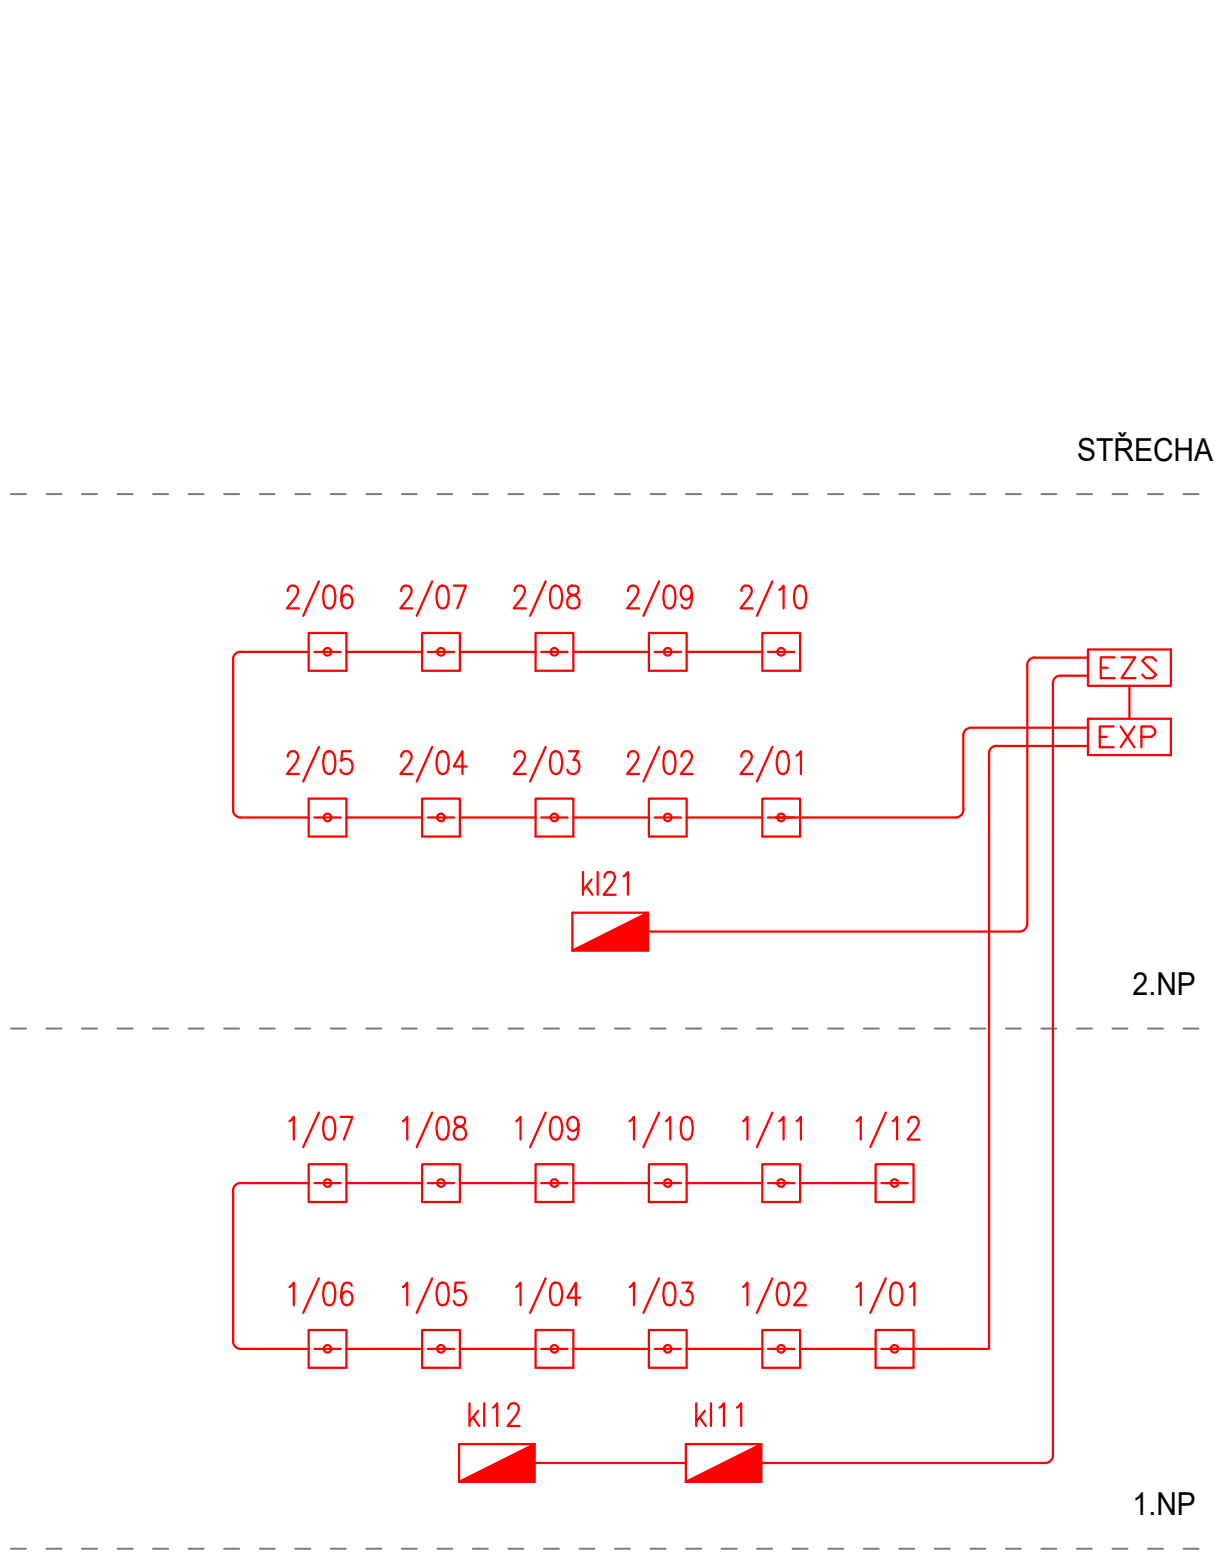 STŘECHA
2/06 2/07 2/08 2/09 2/10
EZS
EXP
2/05 2/04 2/03 2/02 2/01
kl21
2.NP
1/07 1/08 1/09 1/10 1/11 1/12
1/06 1/05 1/04 1/03 1/02 1/01
kl12 kl11
1.NP